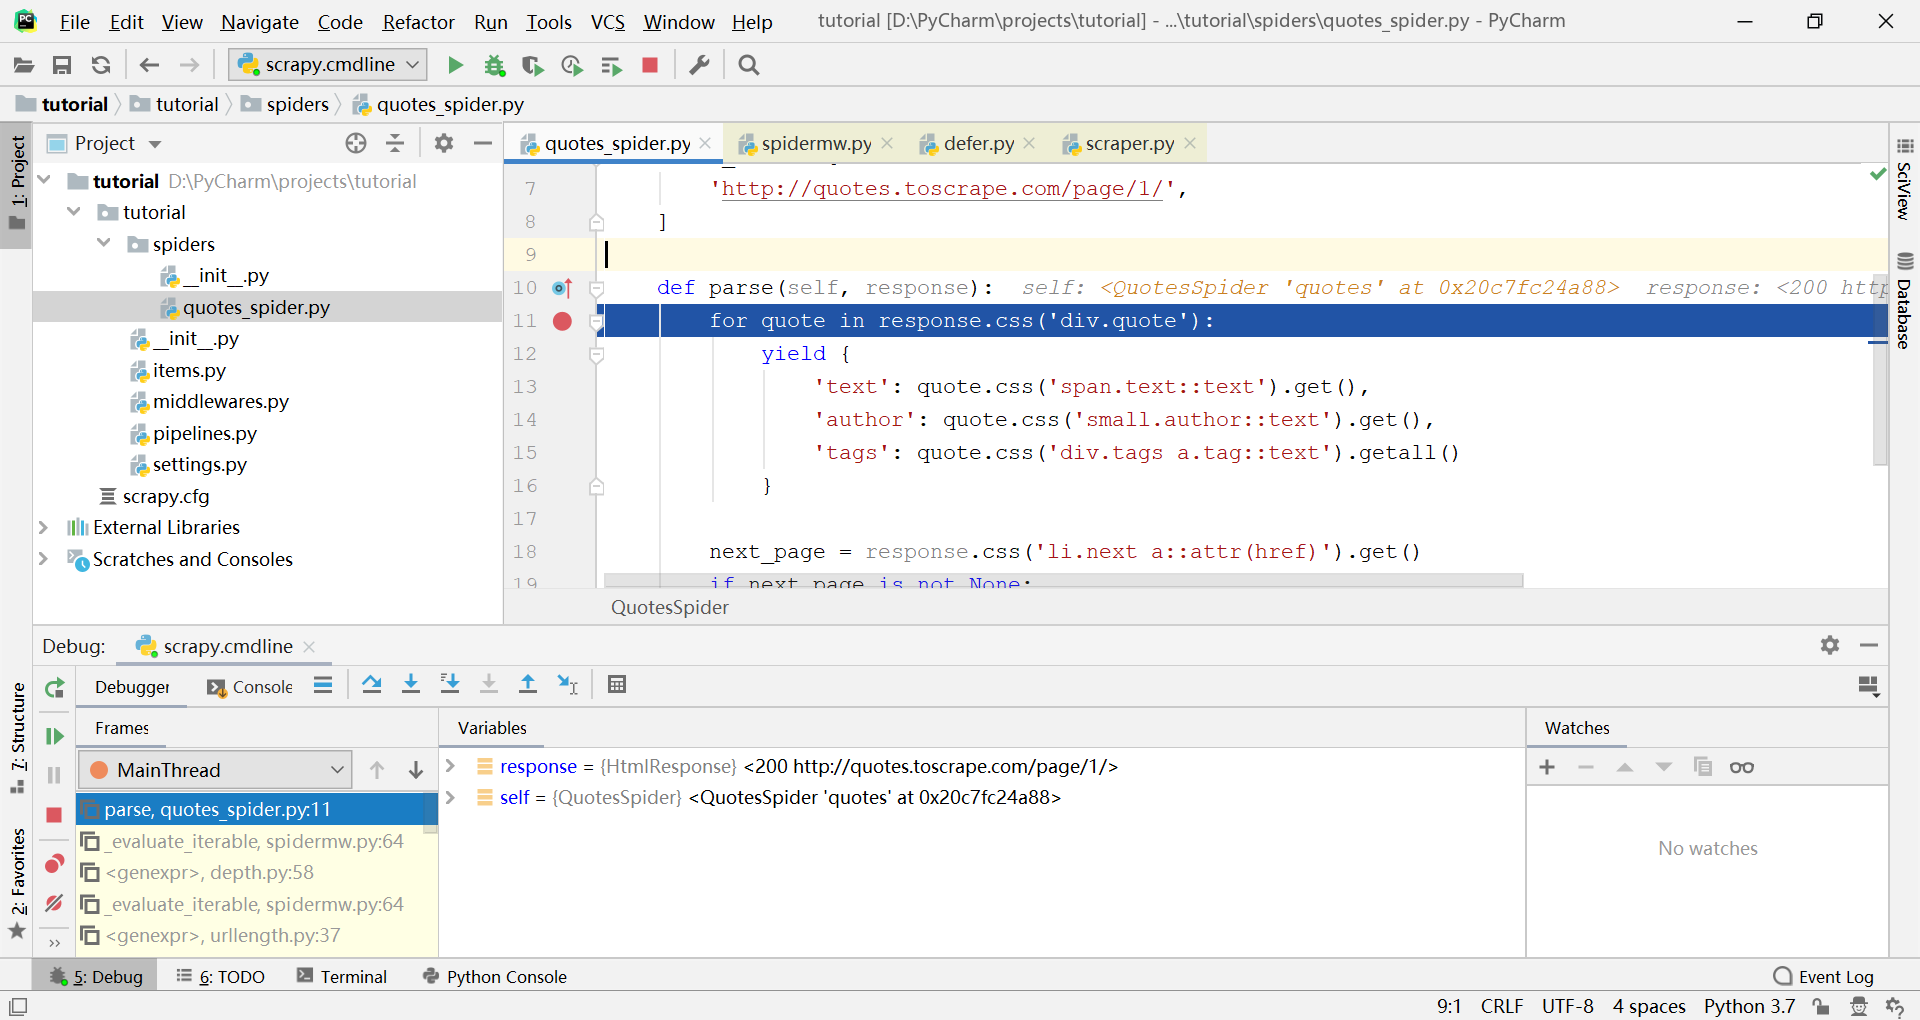 File Edit View Navigate Code Refactor Run Tools VCS Window Help tutorial [D:\PyCharm\projects\tutorial] - ...\tutorial\spiders\quotes_spider.py - PyCharm
scrapy.cmdline
tutorial tutorial spiders quotes_spider.py
1: Project
Project
tutorial D:\PyCharm\projects\tutorial
tutorial
spiders
__init__.py
quotes_spider.py
__init__.py
items.py
middlewares.py
pipelines.py
settings.py
scrapy.cfg
External Libraries
Scratches and Consoles
quotes_spider.py spidermw.py defer.py scraper.py
7 'http://quotes.toscrape.com/page/1/',
8 ]
9
10 def parse(self, response): self: <QuotesSpider 'quotes' at 0x20c7fc24a88> response: <200 http
11 for quote in response.css('div.quote'):
12 yield {
13 'text': quote.css('span.text::text').get(),
14 'author': quote.css('small.author::text').get(),
15 'tags': quote.css('div.tags a.tag::text').getall()
16 }
17
18 next_page = response.css('li.next a::attr(href)').get()
19 if next_page is not None:
QuotesSpider
SciView
Database
Debug: scrapy.cmdline
7: Structure
2: Favorites
Debugger Console
Frames
MainThread
parse, quotes_spider.py:11
_evaluate_iterable, spidermw.py:64
<genexpr>, depth.py:58
_evaluate_iterable, spidermw.py:64
<genexpr>, urllength.py:37
Variables
response = {HtmlResponse} <200 http://quotes.toscrape.com/page/1/>
self = {QuotesSpider} <QuotesSpider 'quotes' at 0x20c7fc24a88>
Watches
No watches
5: Debug 6: TODO Terminal Python Console Event Log
9:1 CRLF UTF-8 4 spaces Python 3.7